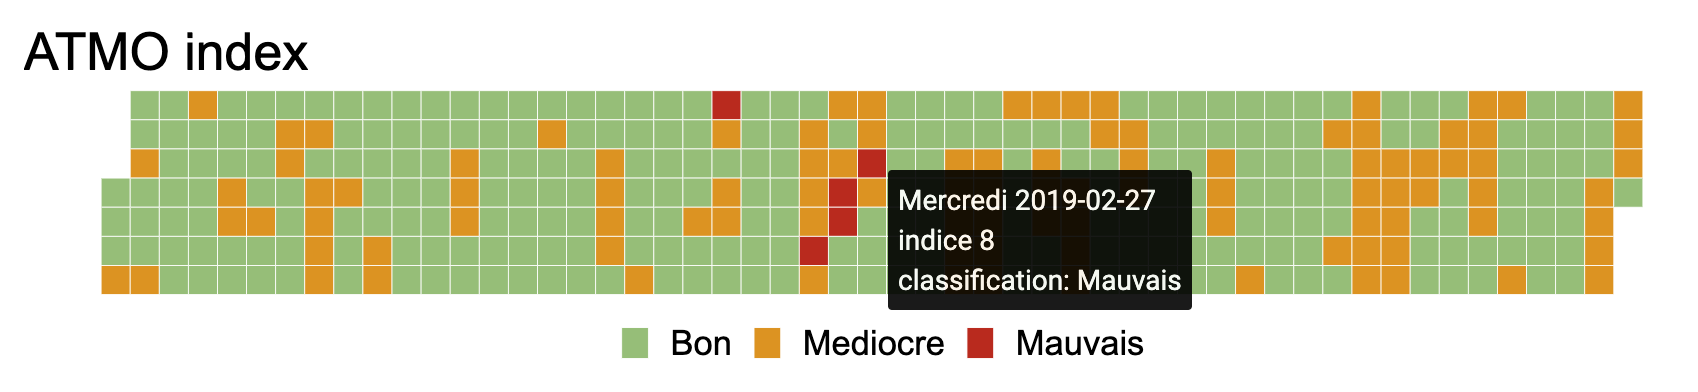 ATMO index
Mercredi 2019-02-27
indice 8
classification: Mauvais
Bon Mediocre Mauvais